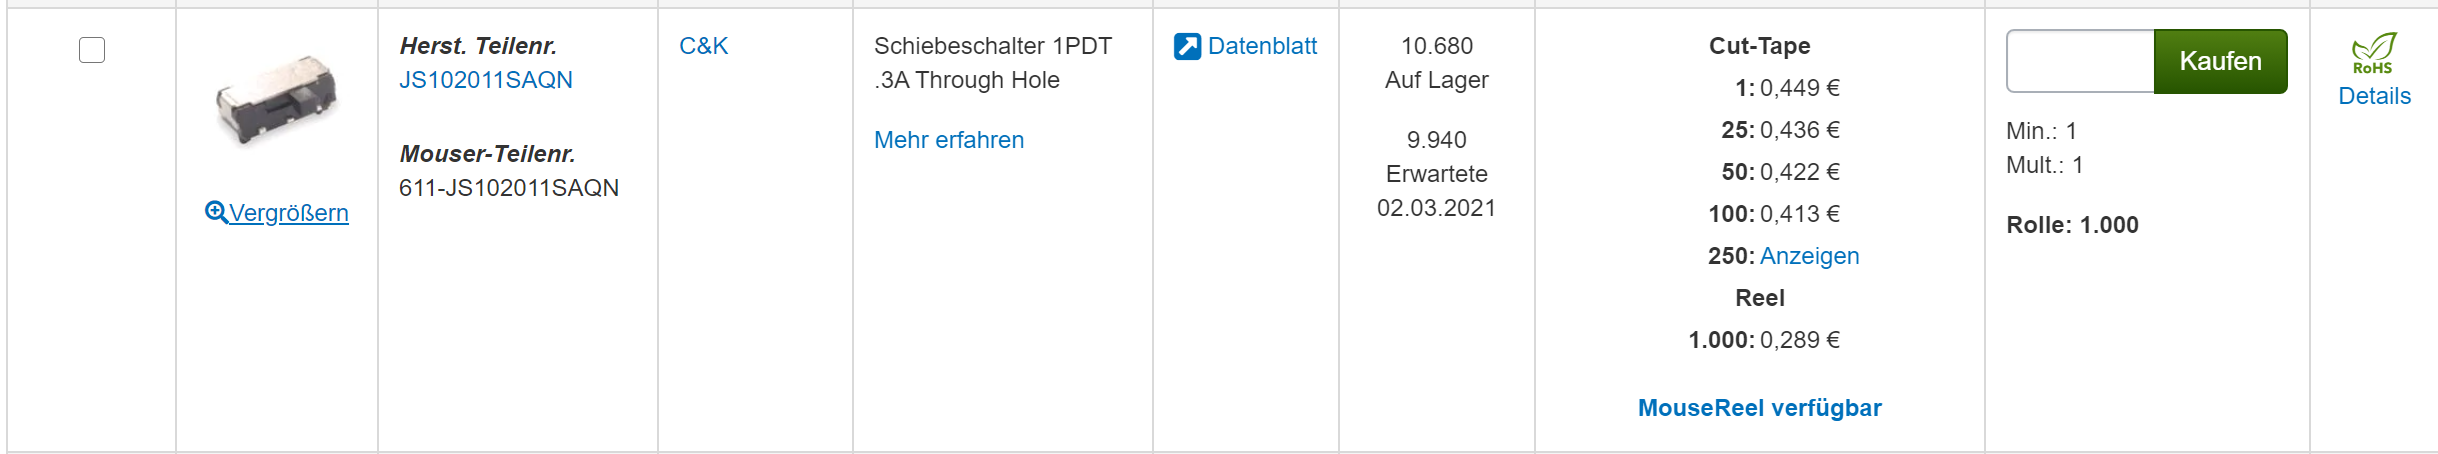 Vergrößern
Herst. Teilenr.
JS102011SAQN
Mouser-Teilenr.
611-JS102011SAQN
C&K
Schiebeschalter 1PDT
.3A Through Hole
Mehr erfahren
Datenblatt
10.680
Auf Lager
9.940
Erwartete
02.03.2021
Cut-Tape
1: 0,449 €
25: 0,436 €
50: 0,422 €
100: 0,413 €
250: Anzeigen
Reel
1.000: 0,289 €
MouseReel verfügbar
Kaufen
Min.: 1
Mult.: 1
Rolle: 1.000
RoHS
Details